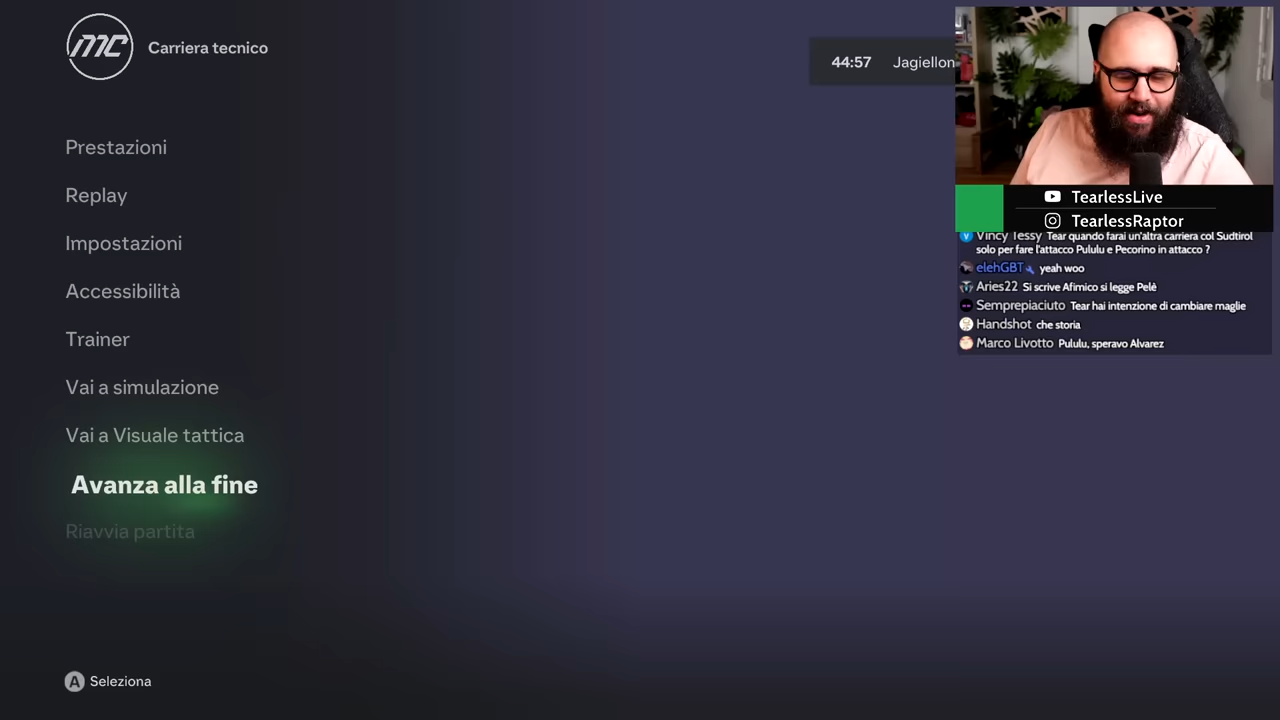 MC Carriera tecnico
44:57 Jagiellon
Prestazioni
Replay
Impostazioni
Accessibilità
Trainer
Vai a simulazione
Vai a Visuale tattica
Avanza alla fine
Riavvia partita
A Seleziona
TearlessLive
TearlessRaptor
Vincy Tessy Tear quando farai un'altra carriera col Sudtirol
solo per fare l'attacco Pululu e Pecorino in attacco ?
elehGBT yeah woo
Aries22 Si scrive Afimico si legge Pelè
Semprepiaciuto Tear hai intenzione di cambiare maglie
Handshot che storia
Marco Livotto Pululu, speravo Alvarez